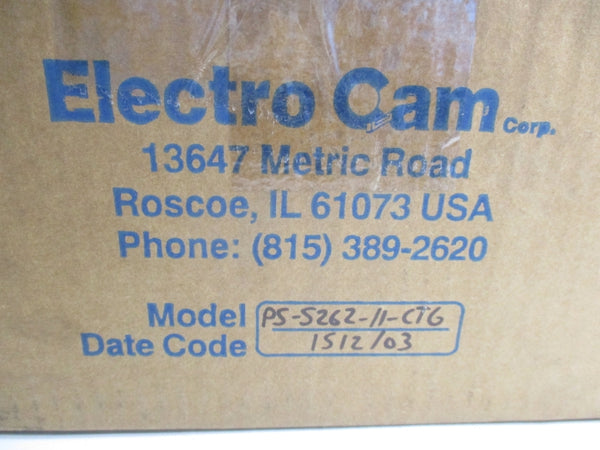 Electro Cam Corp.
13647 Metric Road
Roscoe, IL 61073 USA
Phone: (815) 389-2620
Model PS-5262-11-CTG
Date Code 1512/03